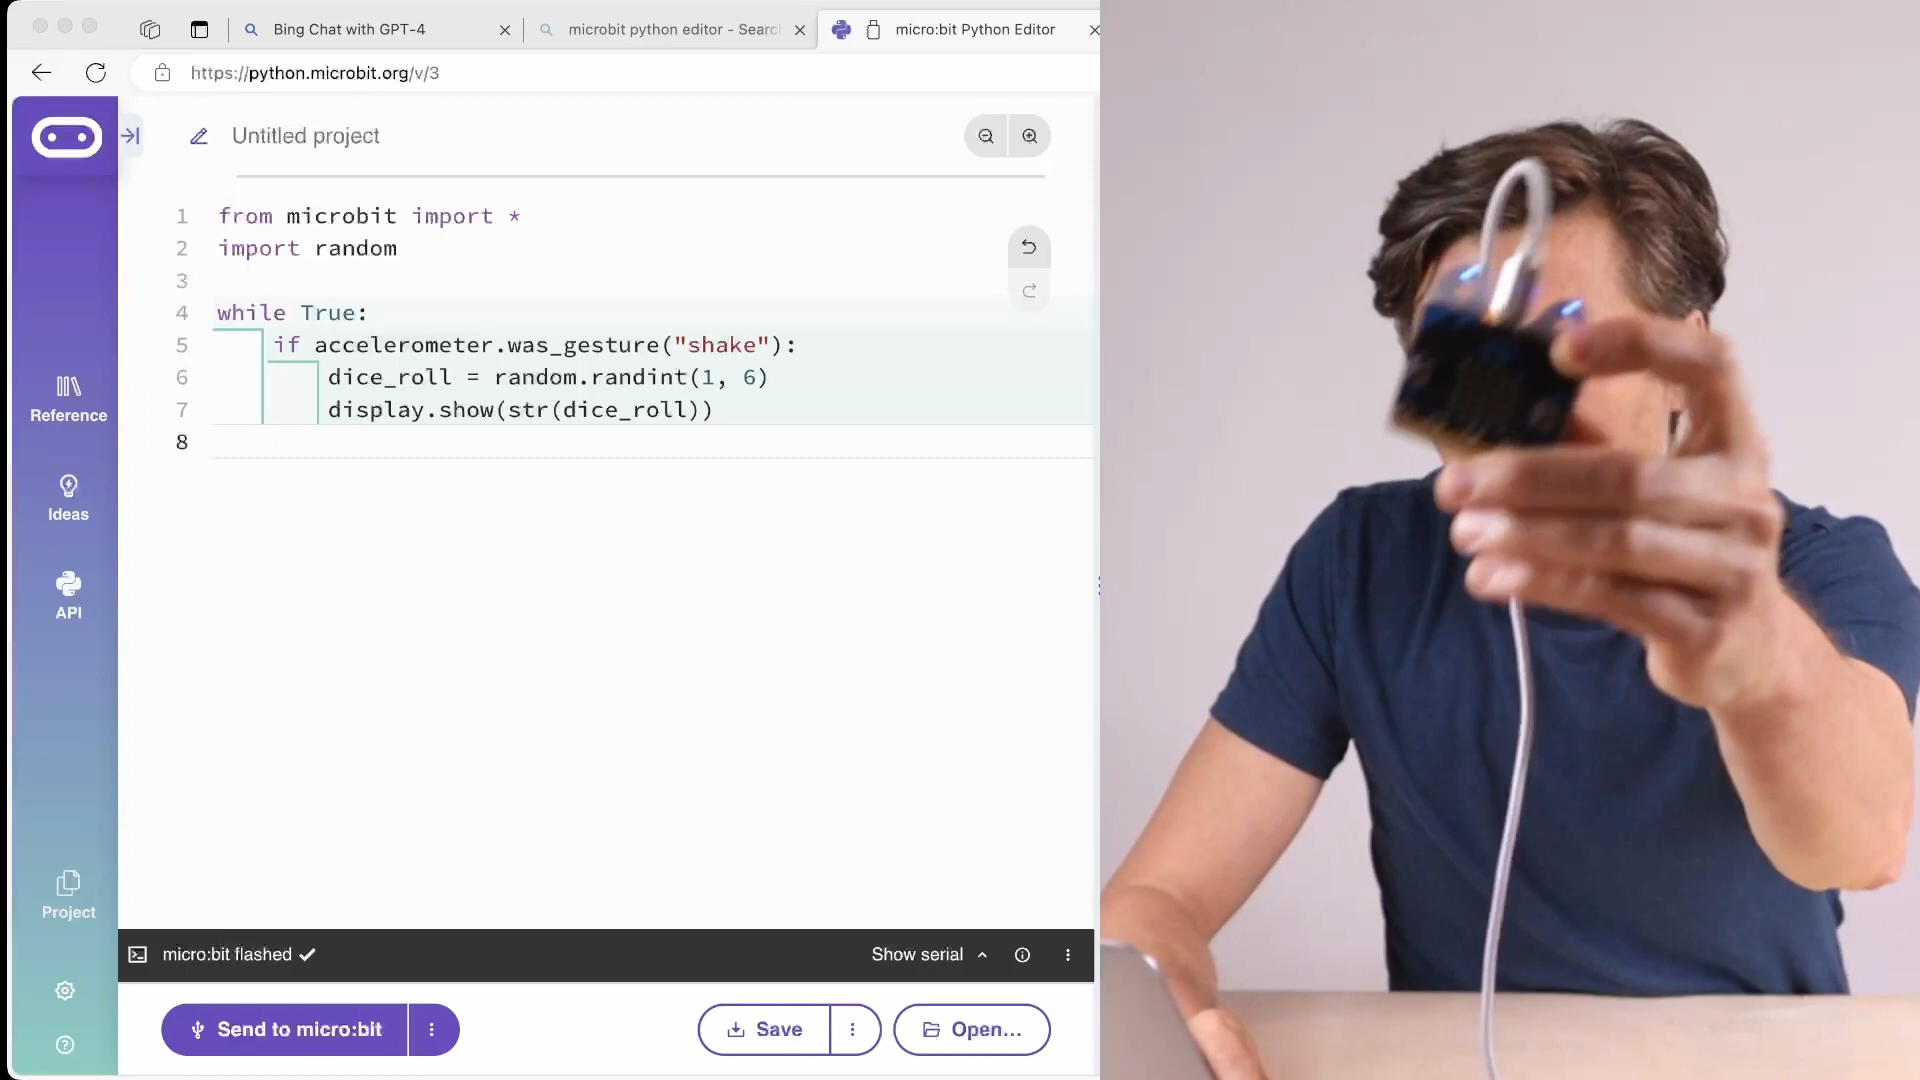 Bing Chat with GPT-4
microbit python editor - Searc
micro:bit Python Editor
https://python.microbit.org/v/3
Untitled project
1 from microbit import *
2 import random
3
4 while True:
5 if accelerometer.was_gesture("shake"):
6 dice_roll = random.randint(1, 6)
7 display.show(str(dice_roll))
8
Reference
Ideas
API
Project
micro:bit flashed
Show serial
Send to micro:bit
Save
Open...